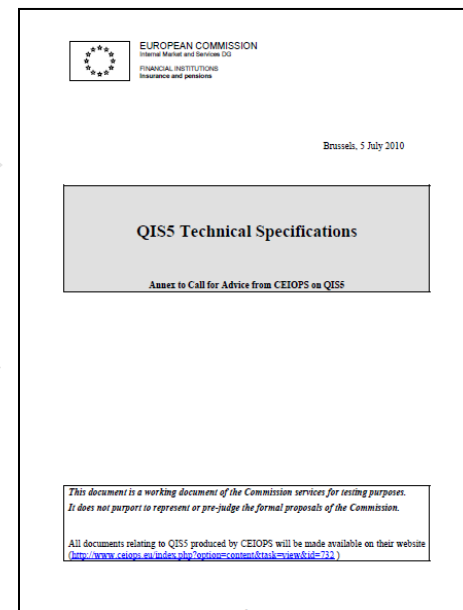 EUROPEAN COMMISSION
Internal Market and Services DG
FINANCIAL INSTITUTIONS
Insurance and pensions
Brussels, 5 July 2010
QIS5 Technical Specifications
Annex to Call for Advice from CEIOPS on QIS5
This document is a working document of the Commission services for testing purposes.
It does not purport to represent or pre-judge the formal proposals of the Commission.
All documents relating to QIS5 produced by CEIOPS will be made available on their website
(http://www.ceiops.eu/index.php?option=content&task=view&id=732 )